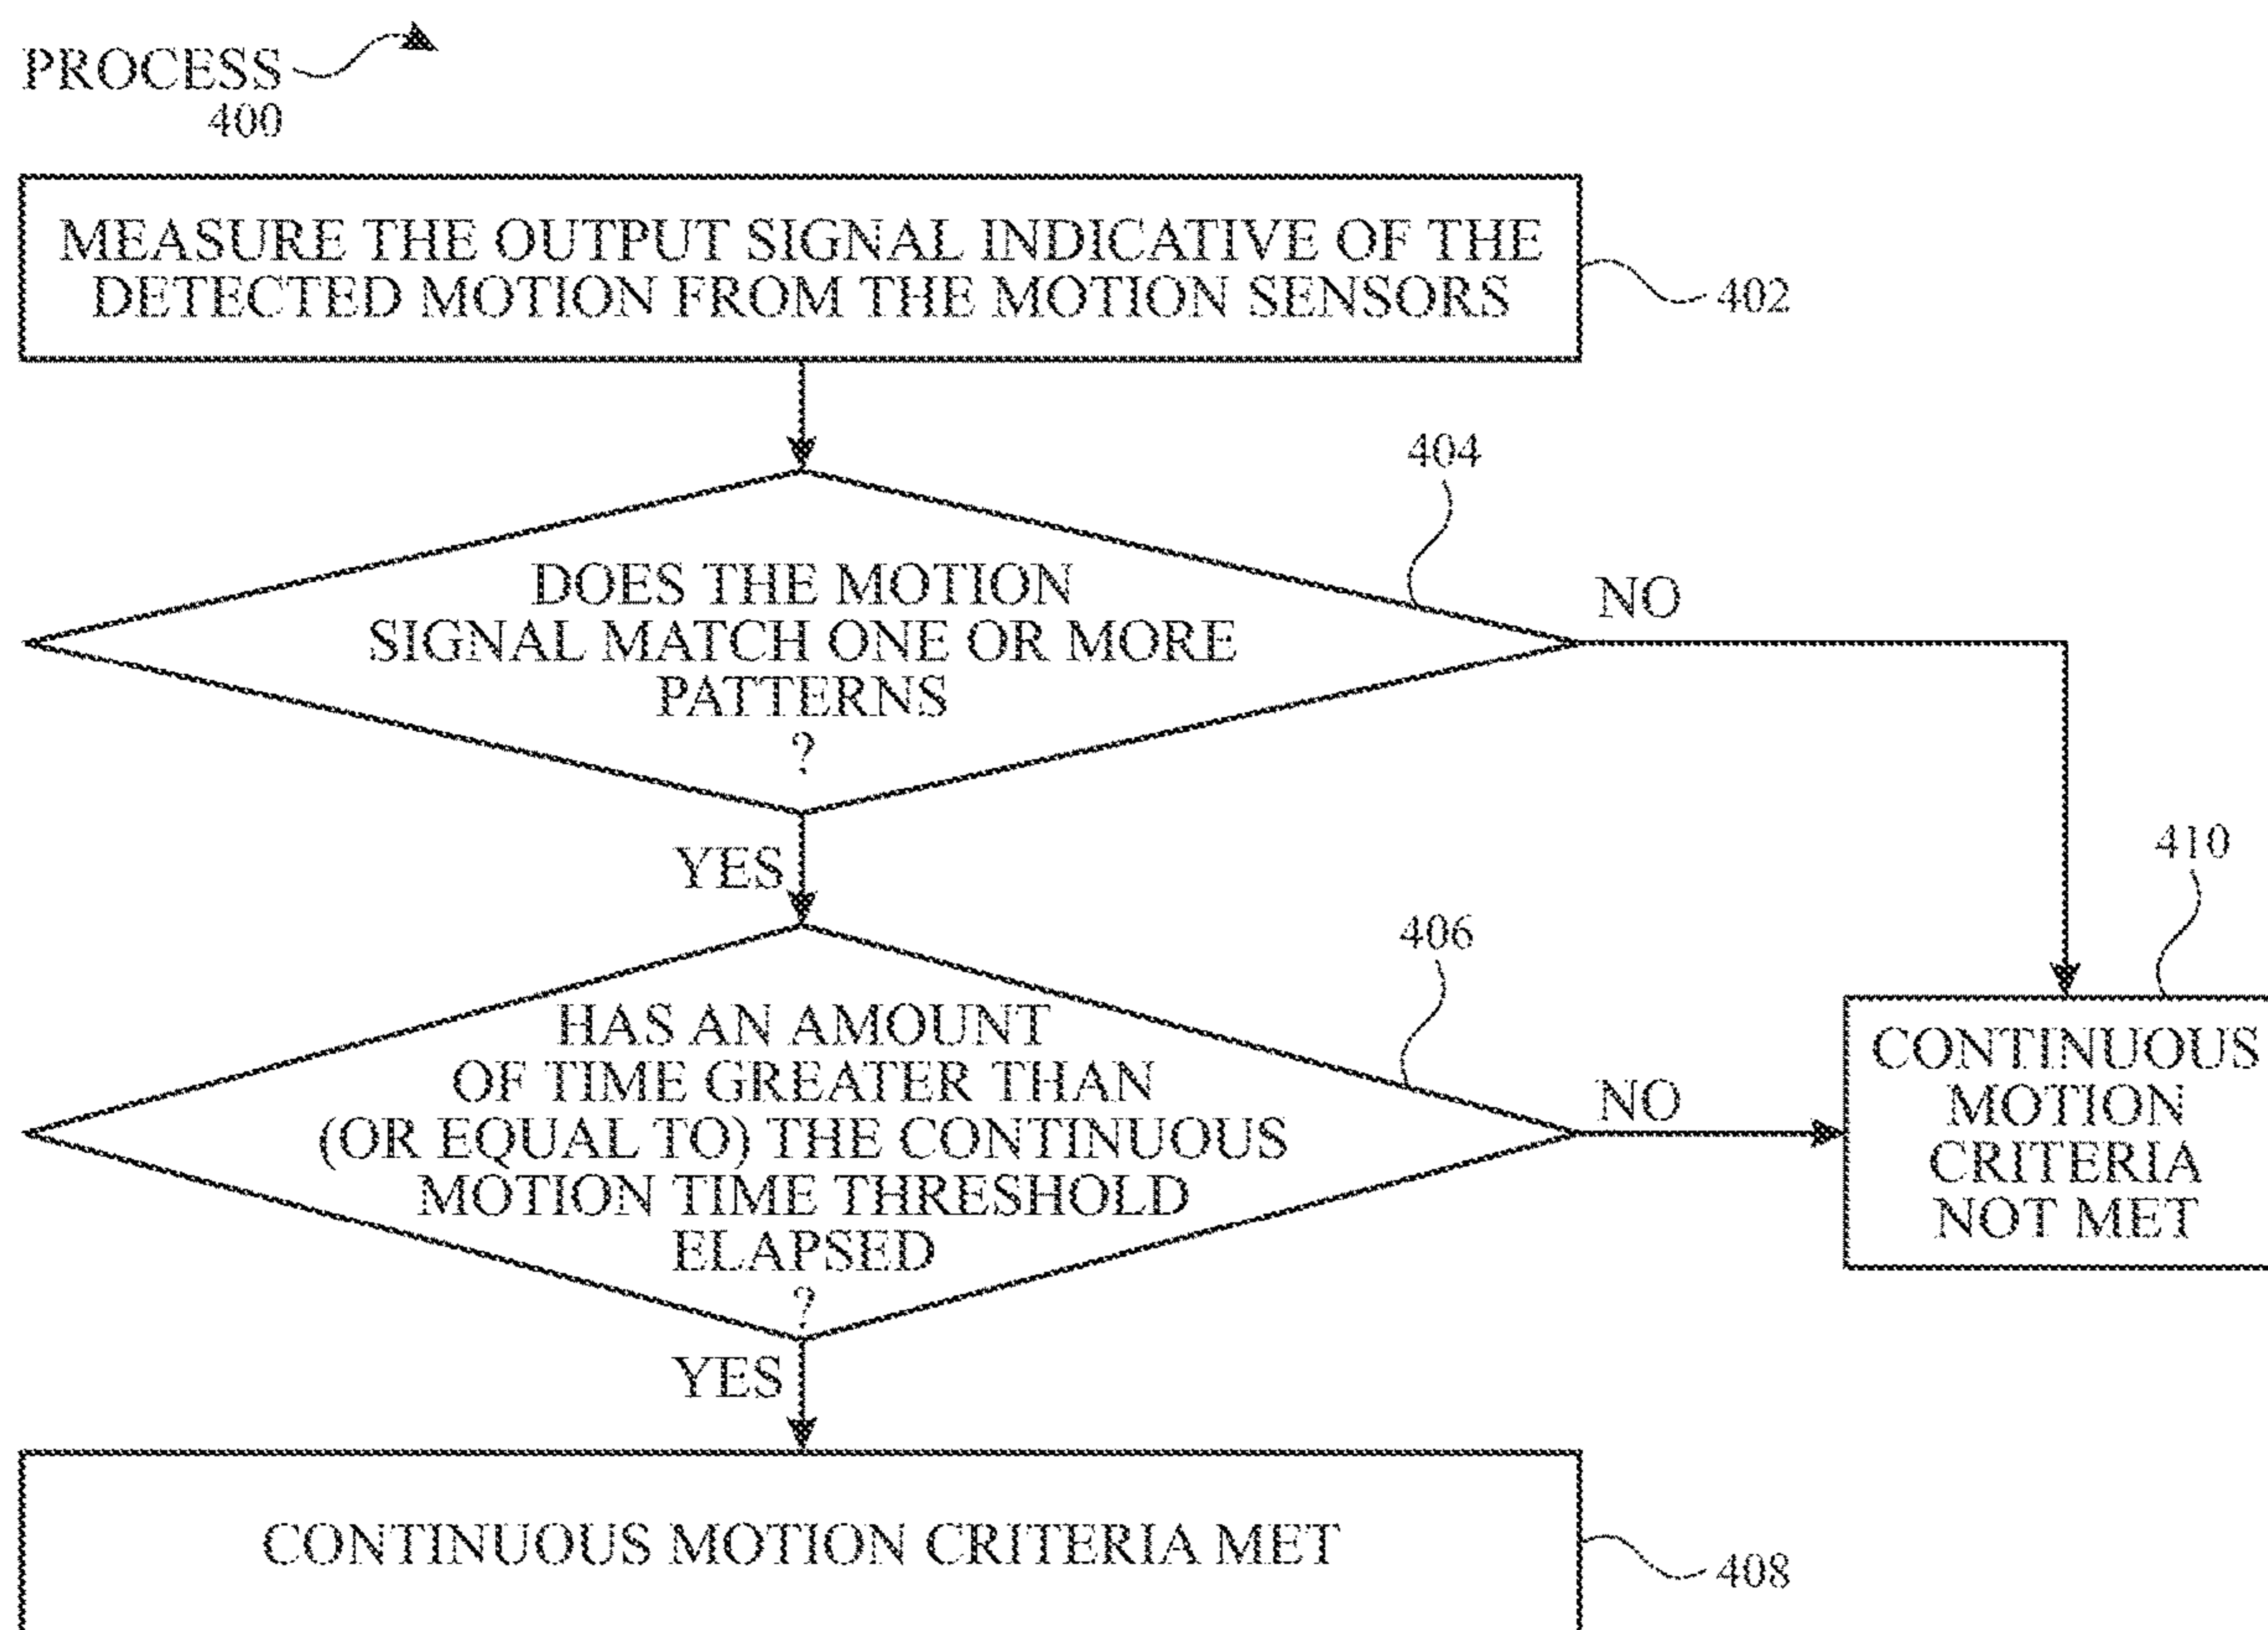 PROCESS
400
MEASURE THE OUTPUT SIGNAL INDICATIVE OF THE
DETECTED MOTION FROM THE MOTION SENSORS
402
404
DOES THE MOTION
SIGNAL MATCH ONE OR MORE
PATTERNS
?
NO
YES
410
406
HAS AN AMOUNT
OF TIME GREATER THAN
(OR EQUAL TO) THE CONTINUOUS
MOTION TIME THRESHOLD
ELAPSED
?
NO
CONTINUOUS
MOTION
CRITERIA
NOT MET
YES
CONTINUOUS MOTION CRITERIA MET
408